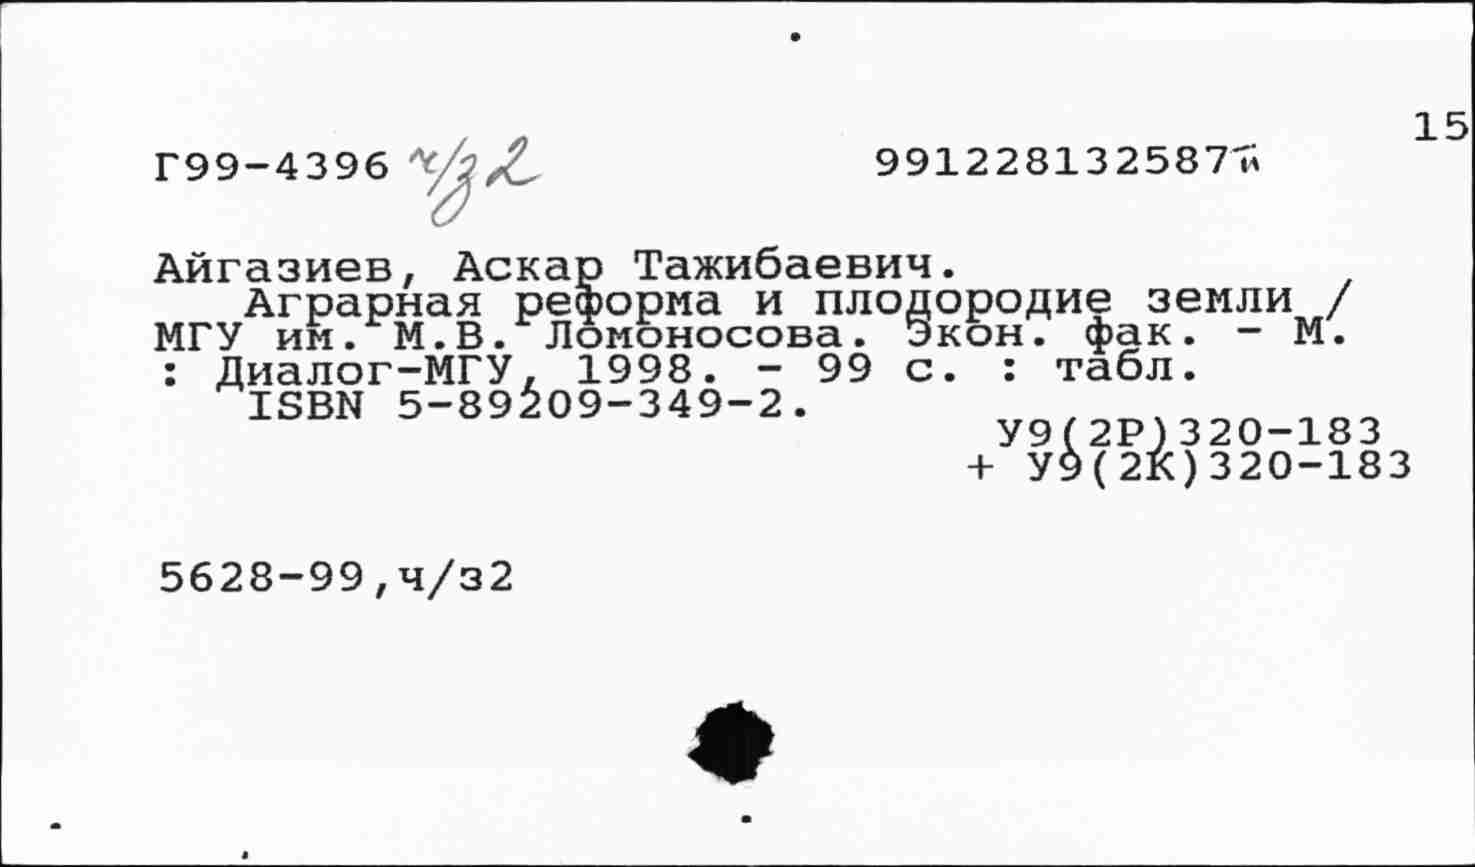 15
Г99-4396 ч/з2 991228132587й
Айгазиев, Аскар Тажибаевич.
Аграрная реформа и плодородие земли /
МГУ им. М.В. Ломоносова. Экон. фак. - М.
: Диалог-МГУ, 1998. - 99 с. : табл.
ISBN 5-89209-349-2.
У9(2Р)320-183
+ У9(2К)320-183
5628-99,ч/з2